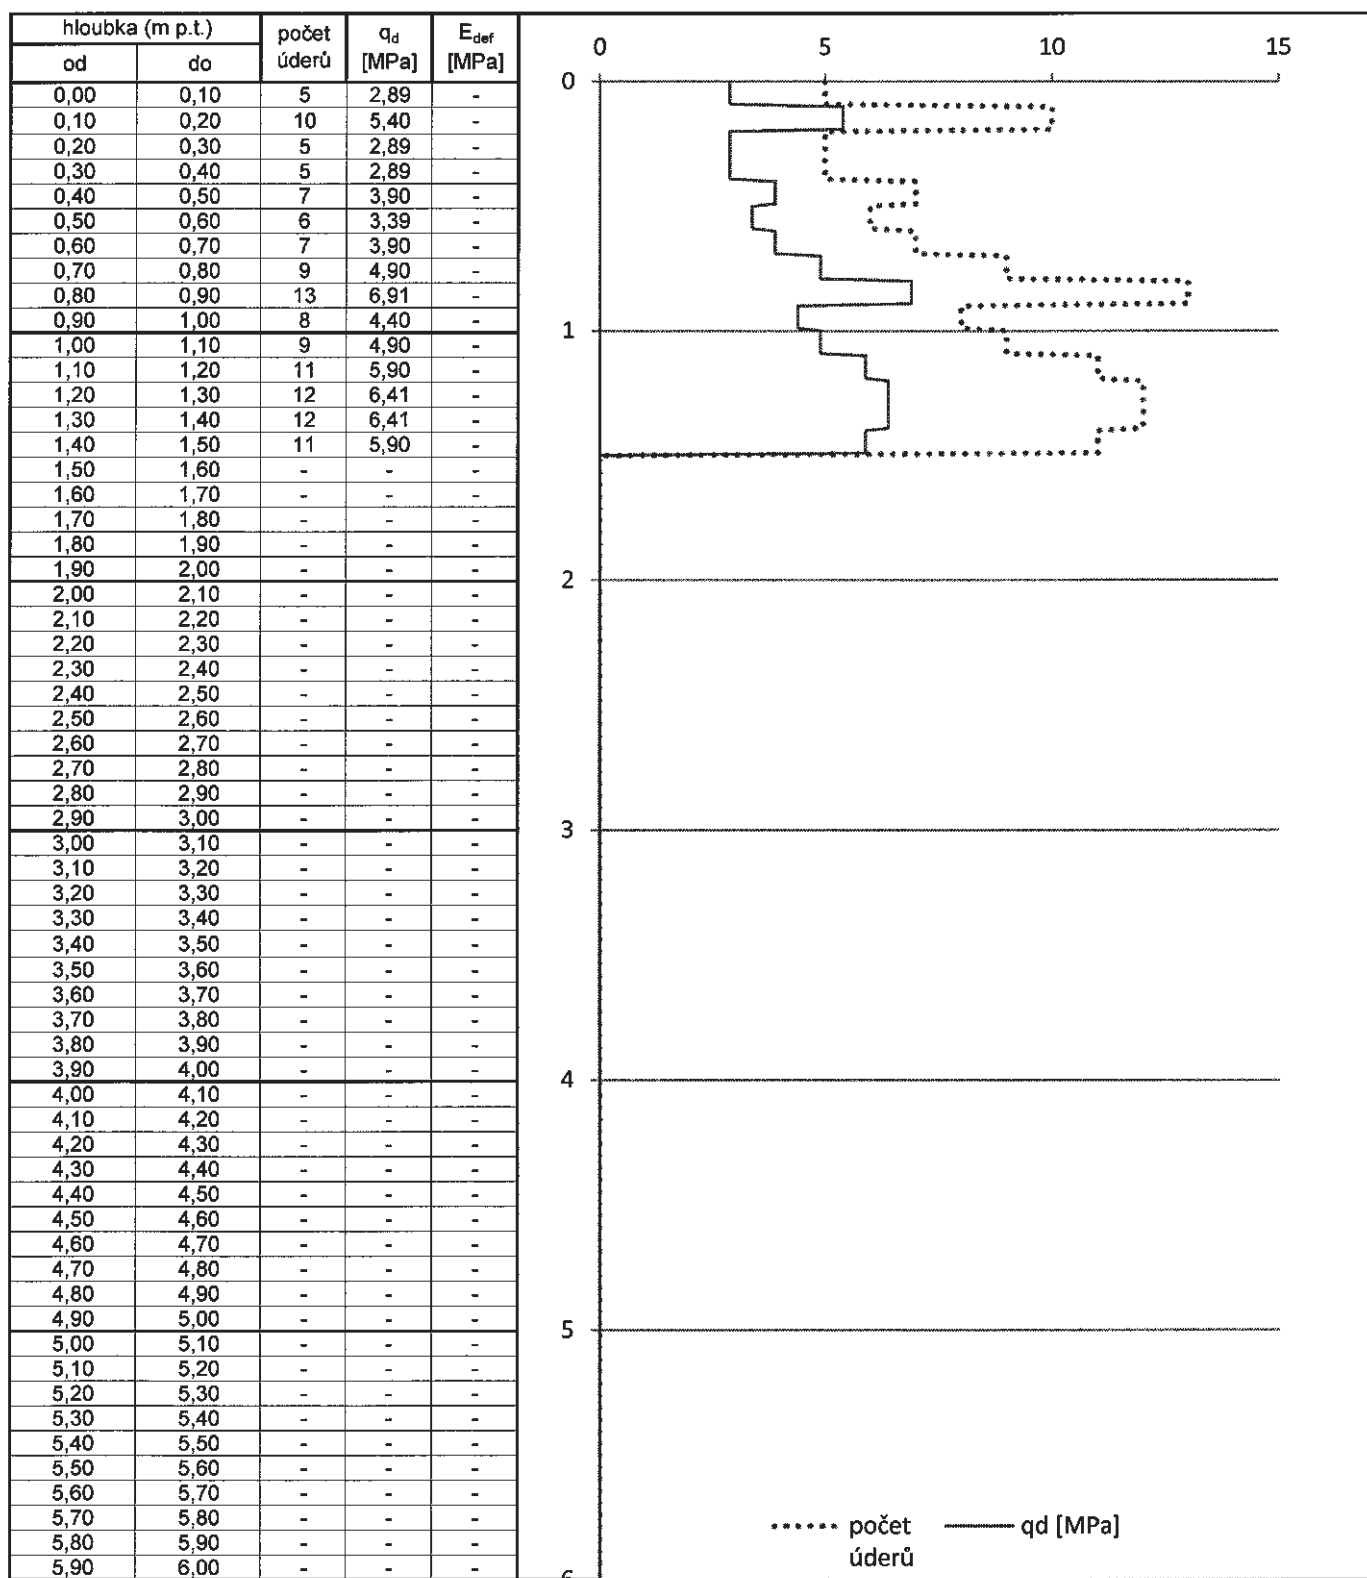 hloubka (m p.t.) počet úderů qd [MPa] Edef [MPa]
od do
0,00 0,10 5 2,89 -
0,10 0,20 10 5,40 -
0,20 0,30 5 2,89 -
0,30 0,40 5 2,89 -
0,40 0,50 7 3,90 -
0,50 0,60 6 3,39 -
0,60 0,70 7 3,90 -
0,70 0,80 9 4,90 -
0,80 0,90 13 6,91 -
0,90 1,00 8 4,40 -
1,00 1,10 9 4,90 -
1,10 1,20 11 5,90 -
1,20 1,30 12 6,41 -
1,30 1,40 12 6,41 -
1,40 1,50 11 5,90 -
1,50 1,60 - - -
1,60 1,70 - - -
1,70 1,80 - - -
1,80 1,90 - - -
1,90 2,00 - - -
2,00 2,10 - - -
2,10 2,20 - - -
2,20 2,30 - - -
2,30 2,40 - - -
2,40 2,50 - - -
2,50 2,60 - - -
2,60 2,70 - - -
2,70 2,80 - - -
2,80 2,90 - - -
2,90 3,00 - - -
3,00 3,10 - - -
3,10 3,20 - - -
3,20 3,30 - - -
3,30 3,40 - - -
3,40 3,50 - - -
3,50 3,60 - - -
3,60 3,70 - - -
3,70 3,80 - - -
3,80 3,90 - - -
3,90 4,00 - - -
4,00 4,10 - - -
4,10 4,20 - - -
4,20 4,30 - - -
4,30 4,40 - - -
4,40 4,50 - - -
4,50 4,60 - - -
4,60 4,70 - - -
4,70 4,80 - - -
4,80 4,90 - - -
4,90 5,00 - - -
5,00 5,10 - - -
5,10 5,20 - - -
5,20 5,30 - - -
5,30 5,40 - - -
5,40 5,50 - - -
5,50 5,60 - - -
5,60 5,70 - - -
5,70 5,80 - - -
5,80 5,90 - - -
5,90 6,00 - - -
0 5 10 15
0
1
2
3
4
5
6
počet úderů
qd [MPa]